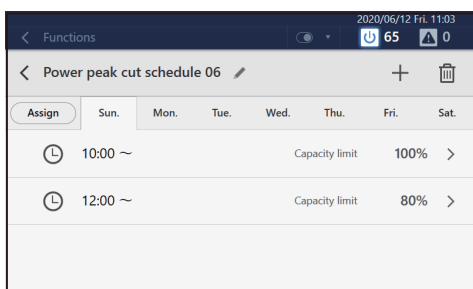 2020/06/12 Fri. 11:03
Functions 65 0
Power peak cut schedule 06
Assign Sun. Mon. Tue. Wed. Thu. Fri. Sat.
10:00 ~ Capacity limit 100%
12:00 ~ Capacity limit 80%